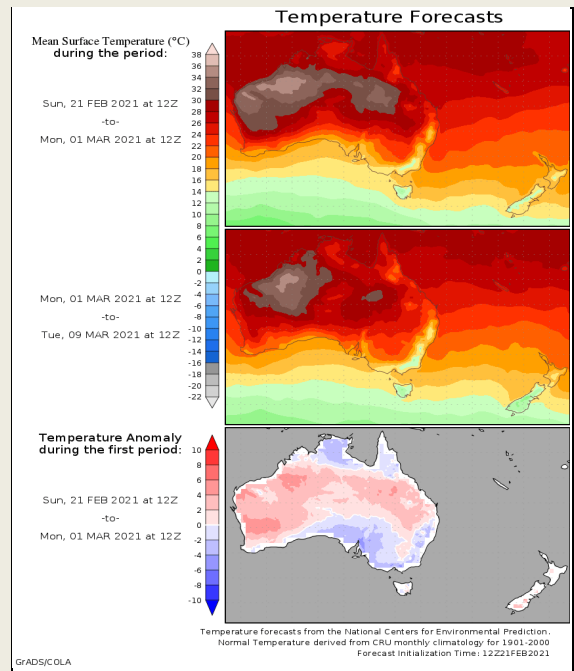 Temperature Forecasts
Mean Surface Temperature (°C)
during the period:
Sun, 21 FEB 2021 at 12Z
-to-
Mon, 01 MAR 2021 at 12Z
38
36
34
33
32
31
30
28
26
24
23
22
20
18
16
14
12
10
8
6
4
2
0
-2
-4
-6
-8
-10
-12
-14
-16
-18
-20
-22
Mon, 01 MAR 2021 at 12Z
-to-
Tue, 09 MAR 2021 at 12Z
Temperature Anomaly
during the first period:
Sun, 21 FEB 2021 at 12Z
-to-
Mon, 01 MAR 2021 at 12Z
10
8
6
4
2
0
-2
-4
-6
-8
-10
Temperature forecasts from the National Centers for Environmental Prediction.
Normal Temperature derived from CRU monthly climatology for 1901-2000
Forecast Initialization Time: 12Z21FEB2021
GrADS/COLA